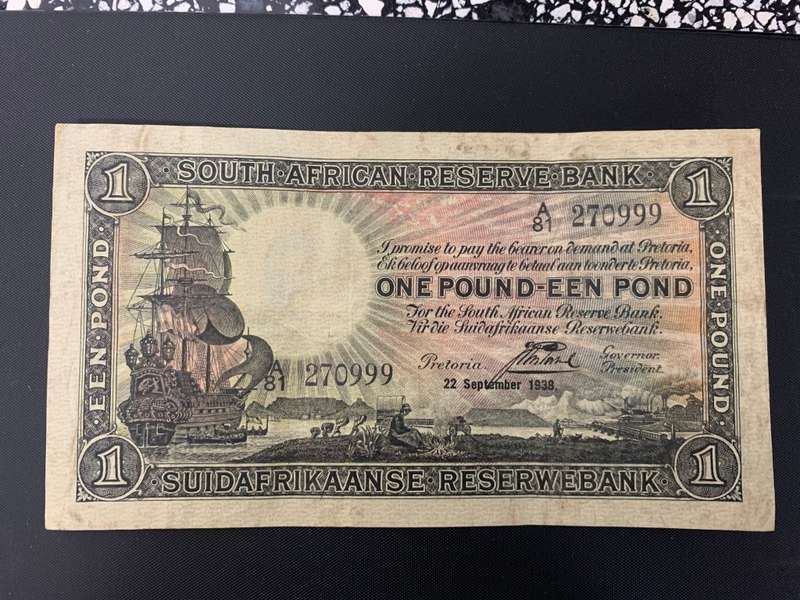 1 · SOUTH · AFRICAN · RESERVE · BANK · 1
A/81 270999
I promise to pay the bearer on demand at Pretoria,
Ek beloof op aanvraag te betaal aan toonder te Pretoria,
ONE POUND-EEN POND
For the South African Reserve Bank.
Vir die Suidafrikaanse Reserwebank.
Pretoria. Governor.
President.
22 September 1938.
A/81 270999
EEN · POND
ONE · POUND
1 · SUIDAFRIKAANSE · RESERWEBANK · 1